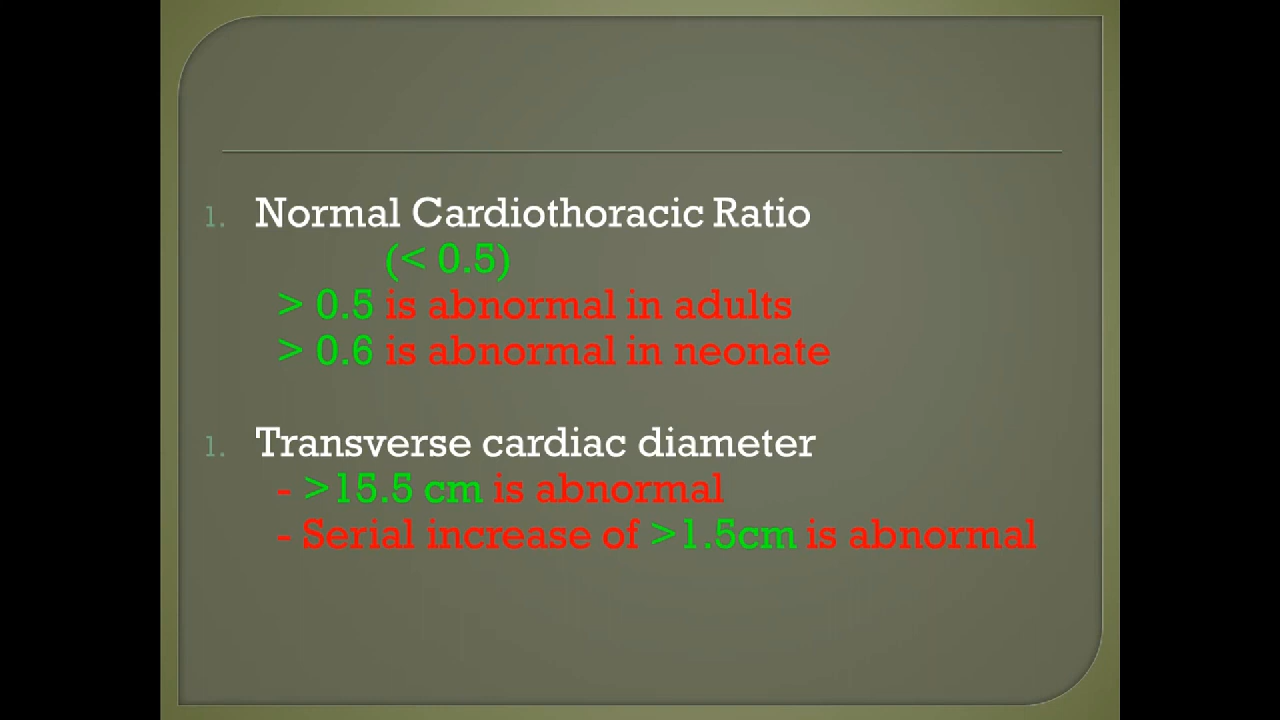 1. Normal Cardiothoracic Ratio
(< 0.5)
> 0.5 is abnormal in adults
> 0.6 is abnormal in neonate
1. Transverse cardiac diameter
- >15.5 cm is abnormal
- Serial increase of >1.5cm is abnormal